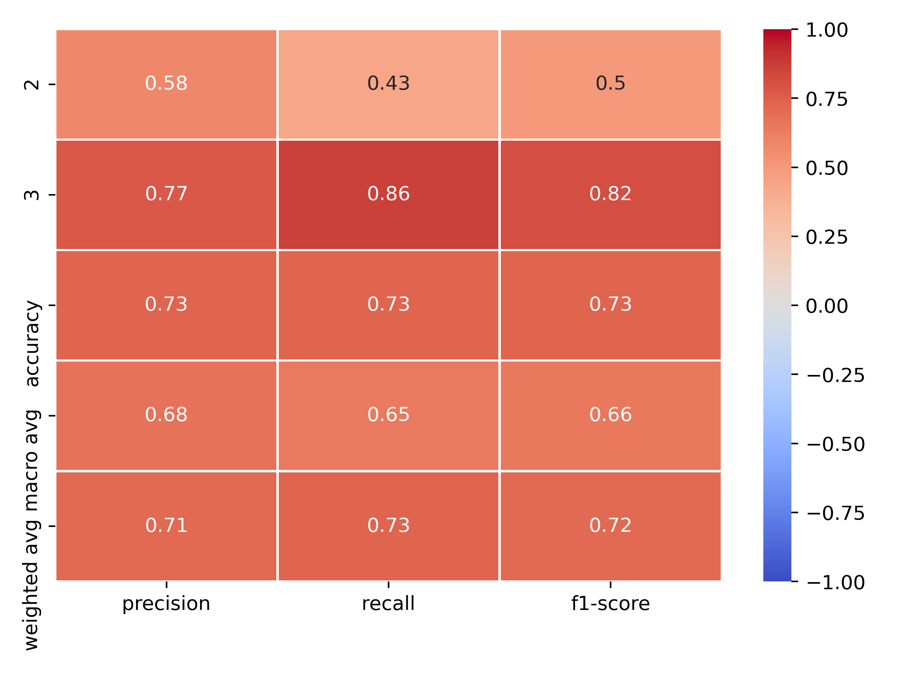 2 0.58 0.43 0.5
3 0.77 0.86 0.82
accuracy 0.73 0.73 0.73
macro avg 0.68 0.65 0.66
weighted avg 0.71 0.73 0.72
precision recall f1-score
1.00
0.75
0.50
0.25
0.00
−0.25
−0.50
−0.75
−1.00